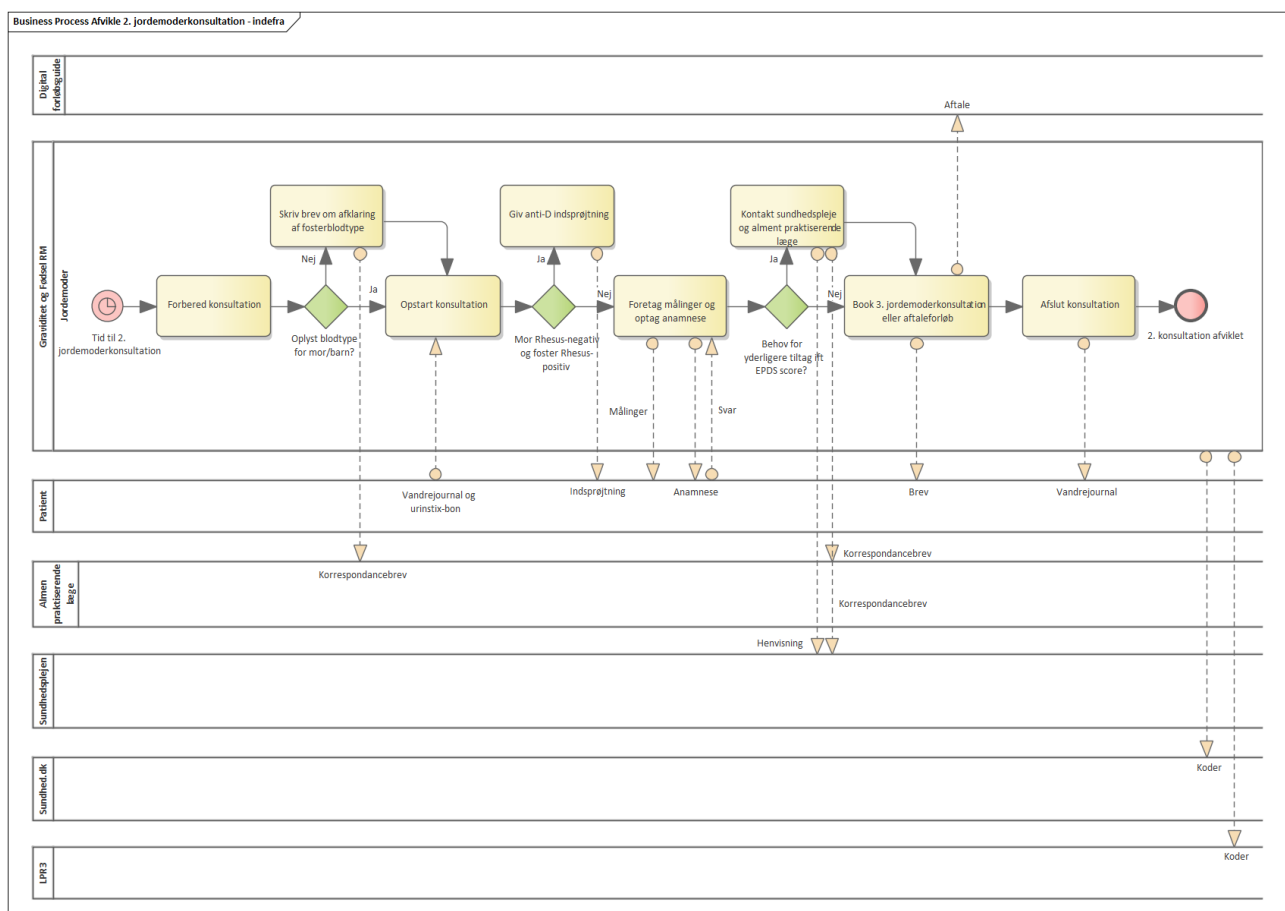 Business Process Afvikle 2. jordemoderkonsultation - indefra
Digital
forløbsguide
Aftale
Graviditet og Fødsel RM
Jordemoder
Skriv brev om afklaring
af fosterblodtype
Giv anti-D indsprøjtning
Kontakt sundhedspleje
og alment praktiserende
læge
Nej
Ja
Ja
Forbered konsultation
Ja
Opstart konsultation
Nej
Foretag målinger og
optag anamnese
Nej
Book 3. jordemoderkonsultation
eller aftaleforløb
Afslut konsultation
Tid til 2.
jordemoderkonsultation
Oplyst blodtype
for mor/barn?
Mor Rhesus-negativ
og foster Rhesus-
positiv
Behov for
yderligere tiltag ift
EPDS score?
2. konsultation afviklet
Målinger
Svar
Patient
Vandrejournal og
urinstix-bon
Indsprøjtning
Anamnese
Brev
Vandrejournal
Almen
praktiserende
læge
Korrespondancebrev
Korrespondancebrev
Korrespondancebrev
Henvisning
Sundhedsplejen
Sundhed.dk
Koder
LPR3
Koder